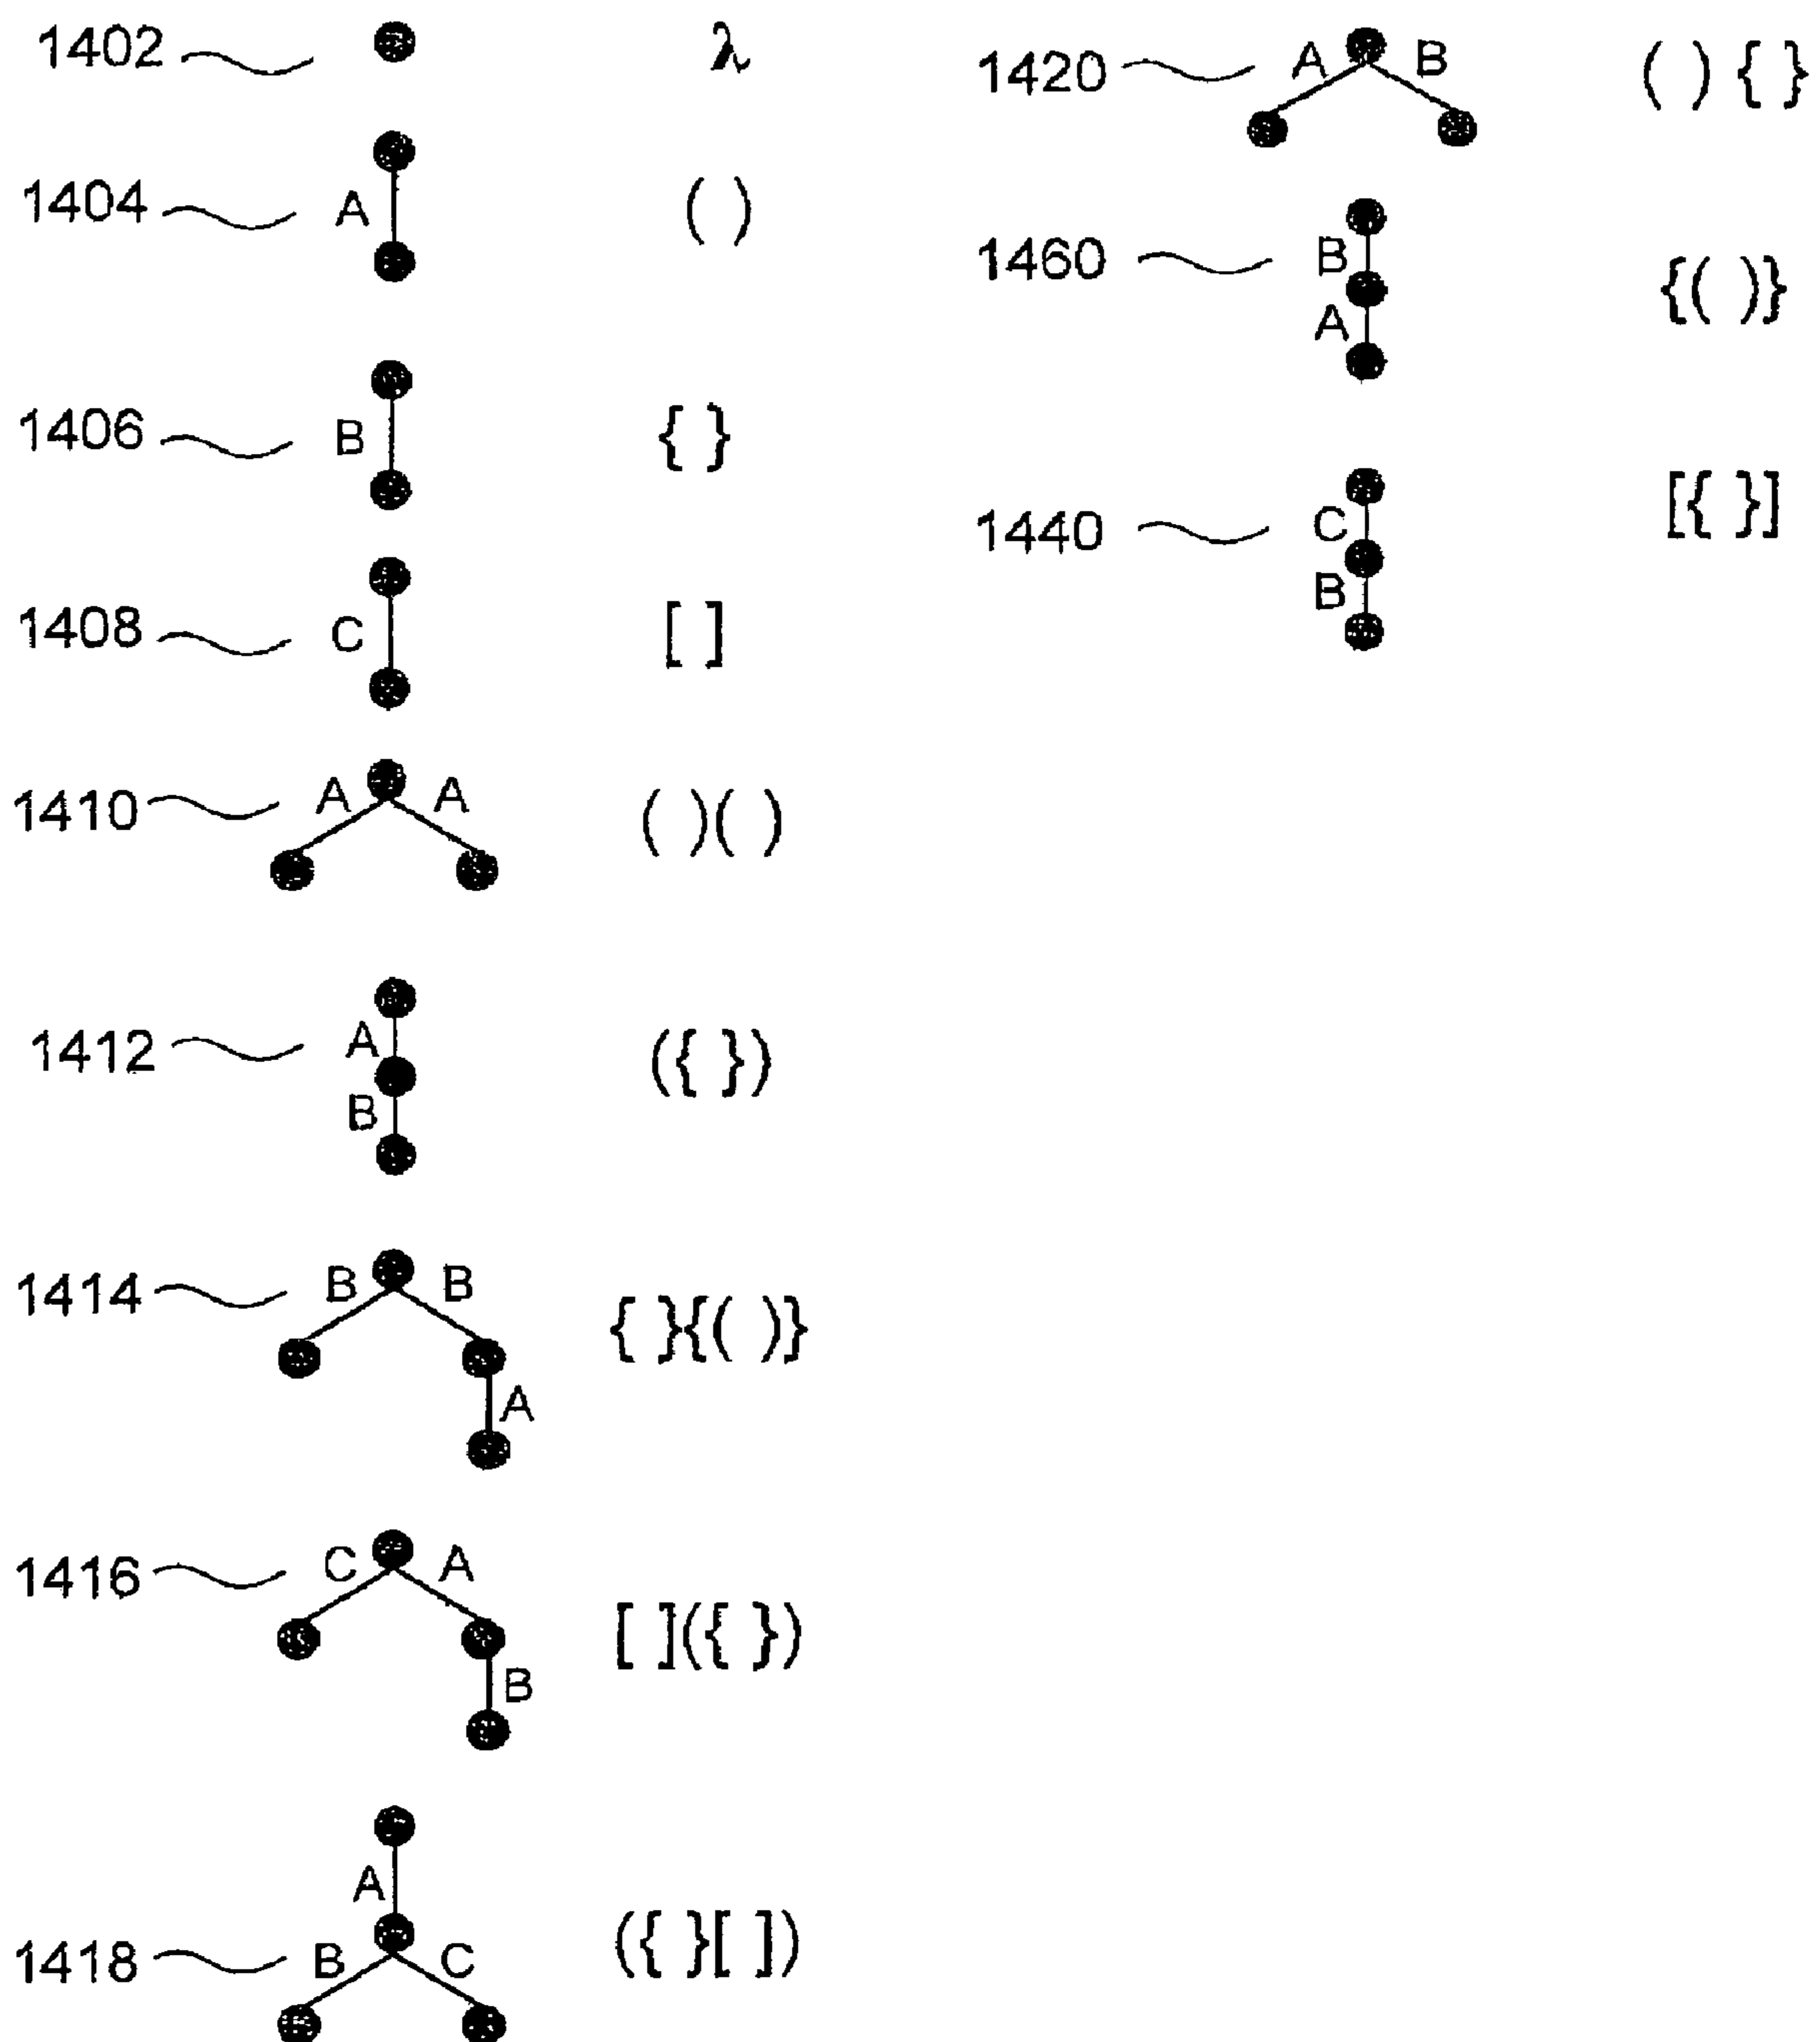 1402 λ
1404 A ( )
1406 B { }
1408 C [ ]
1410 A A ( )( )
1412 A ({ })
B
1414 B B { }{( )}
A
1416 C A [ ]({ })
B
A
1418 B C ({ }[ ])
1420 A B ( ) { }
1460 B {( )}
A
1440 C [{ }]
B